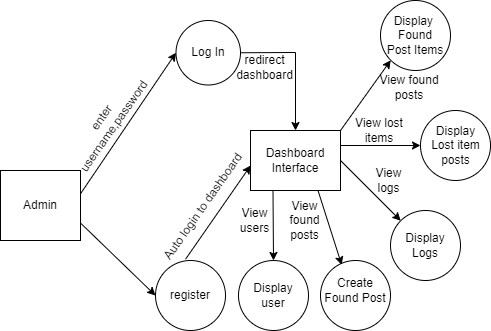 Display
Found
Post Items
Log In
redirect
dashboard
View found
posts
enter
username,password
View lost
items
Display
Lost item
posts
Dashboard
Interface
Auto login to dashboard
View
logs
Admin
View
users
View
found
posts
Display
Logs
register
Display
user
Create
Found Post